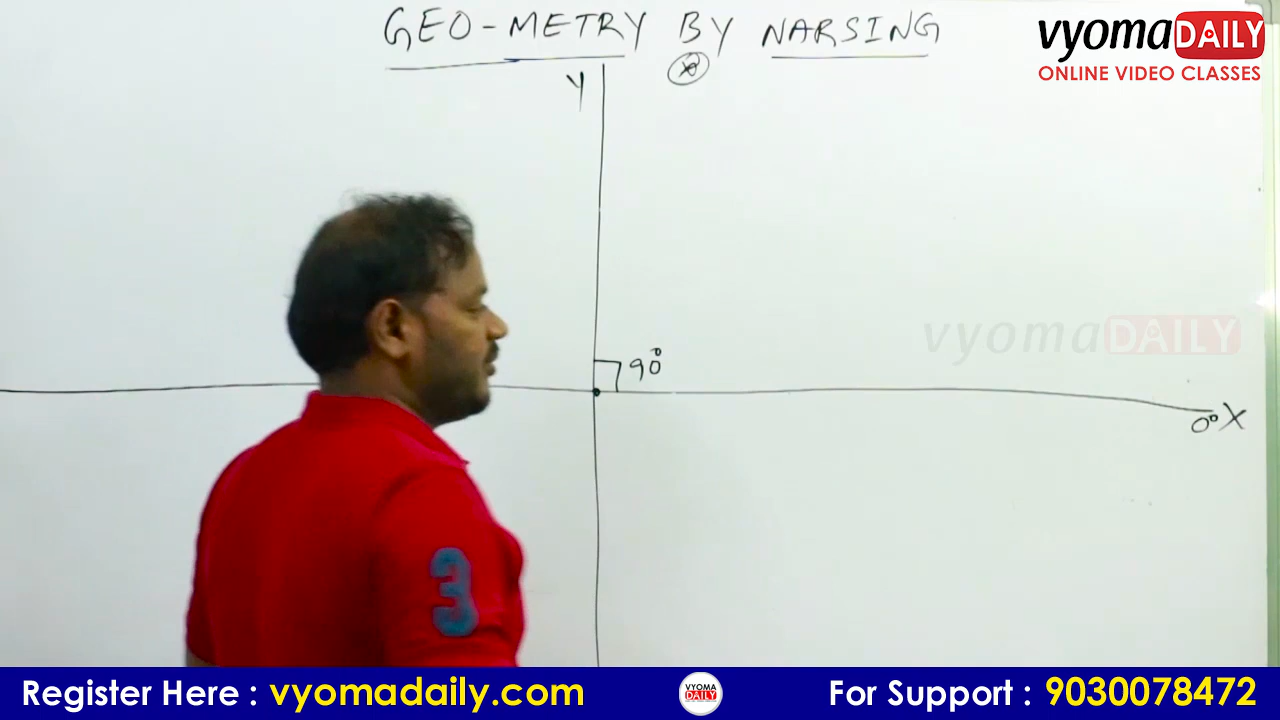 GEO-METRY BY NARSING
vyomaDAILY
ONLINE VIDEO CLASSES
Y
90°
vyomaDAILY
0° X
3
Register Here : vyomadaily.com
VYOMA
DAILY
For Support : 9030078472